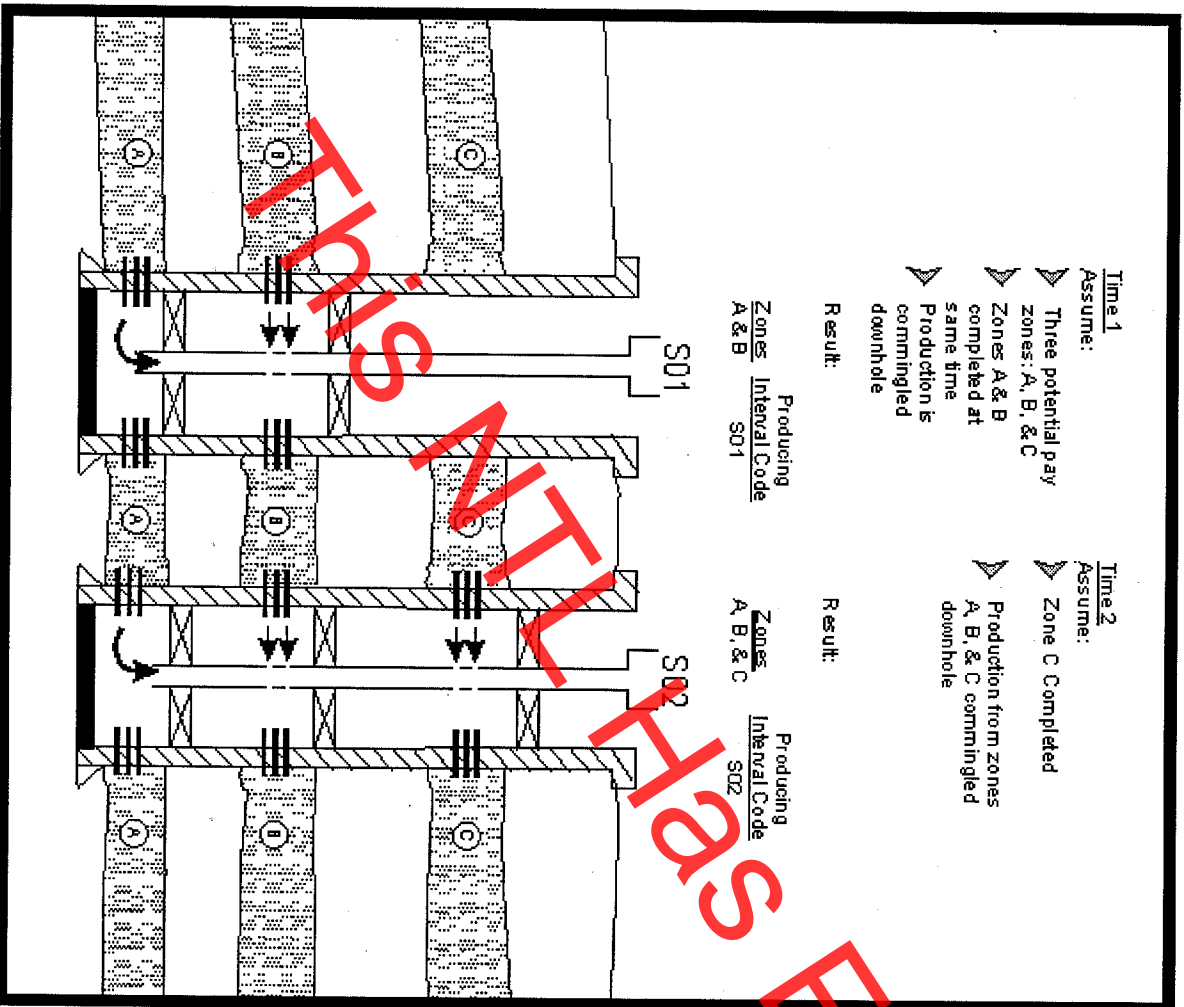 Time 1
Assume:
Three potential pay
zones: A, B, & C
Zones A & B
completed at
same time
Production is
commingled
downhole
Result:
Producing
Zones Interval Code
A & B S01
S01
Time 2
Assume:
Zone C Completed
Production from zones
A, B, & C commingled
downhole
Result:
Producing
Zones Interval Code
A, B, & C S02
S02
C
C
C
B
B
B
A
A
A
This NTL Has